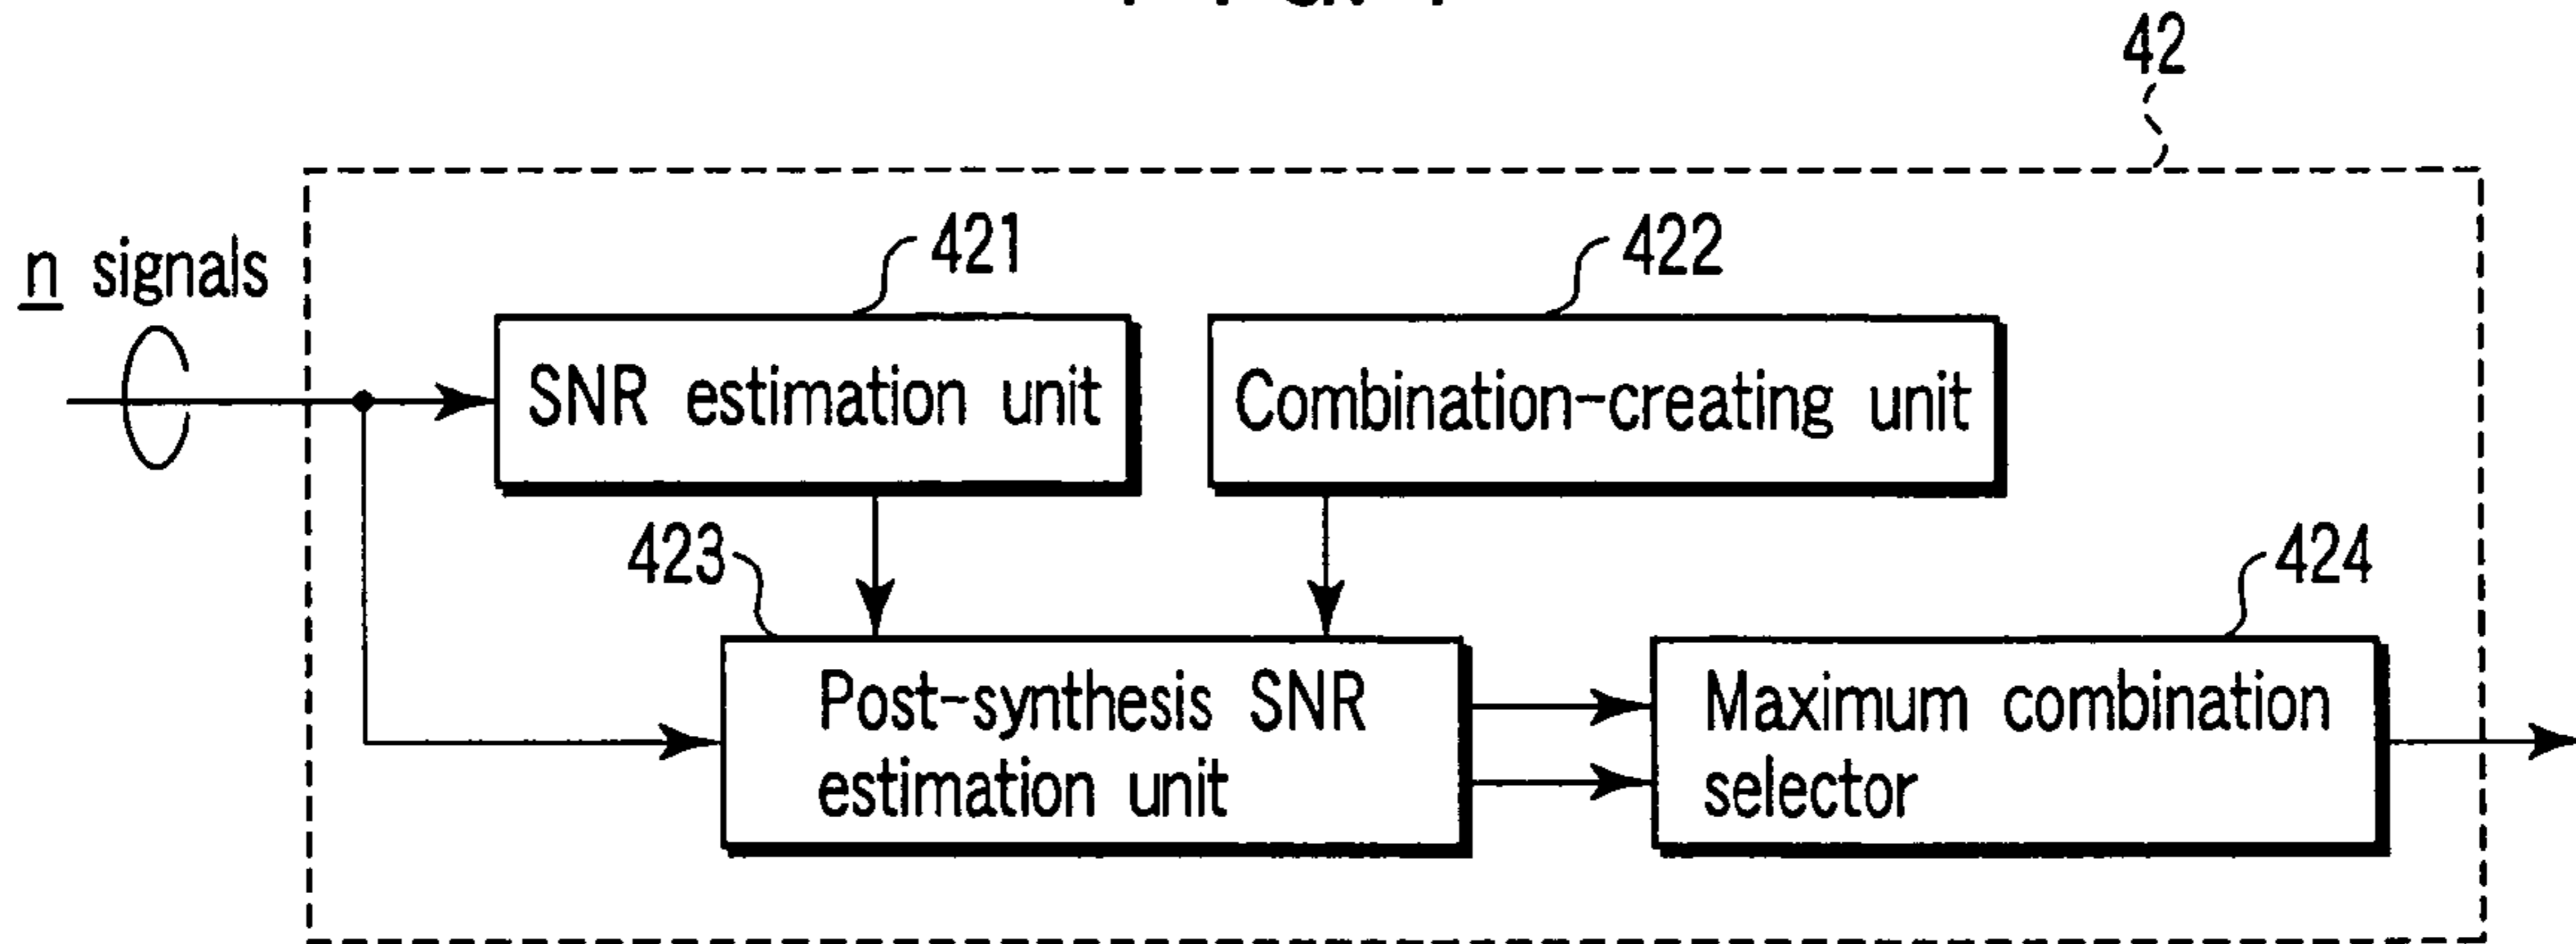 42
n signals
421
422
SNR estimation unit
Combination-creating unit
423
424
Post-synthesis SNR
estimation unit
Maximum combination
selector